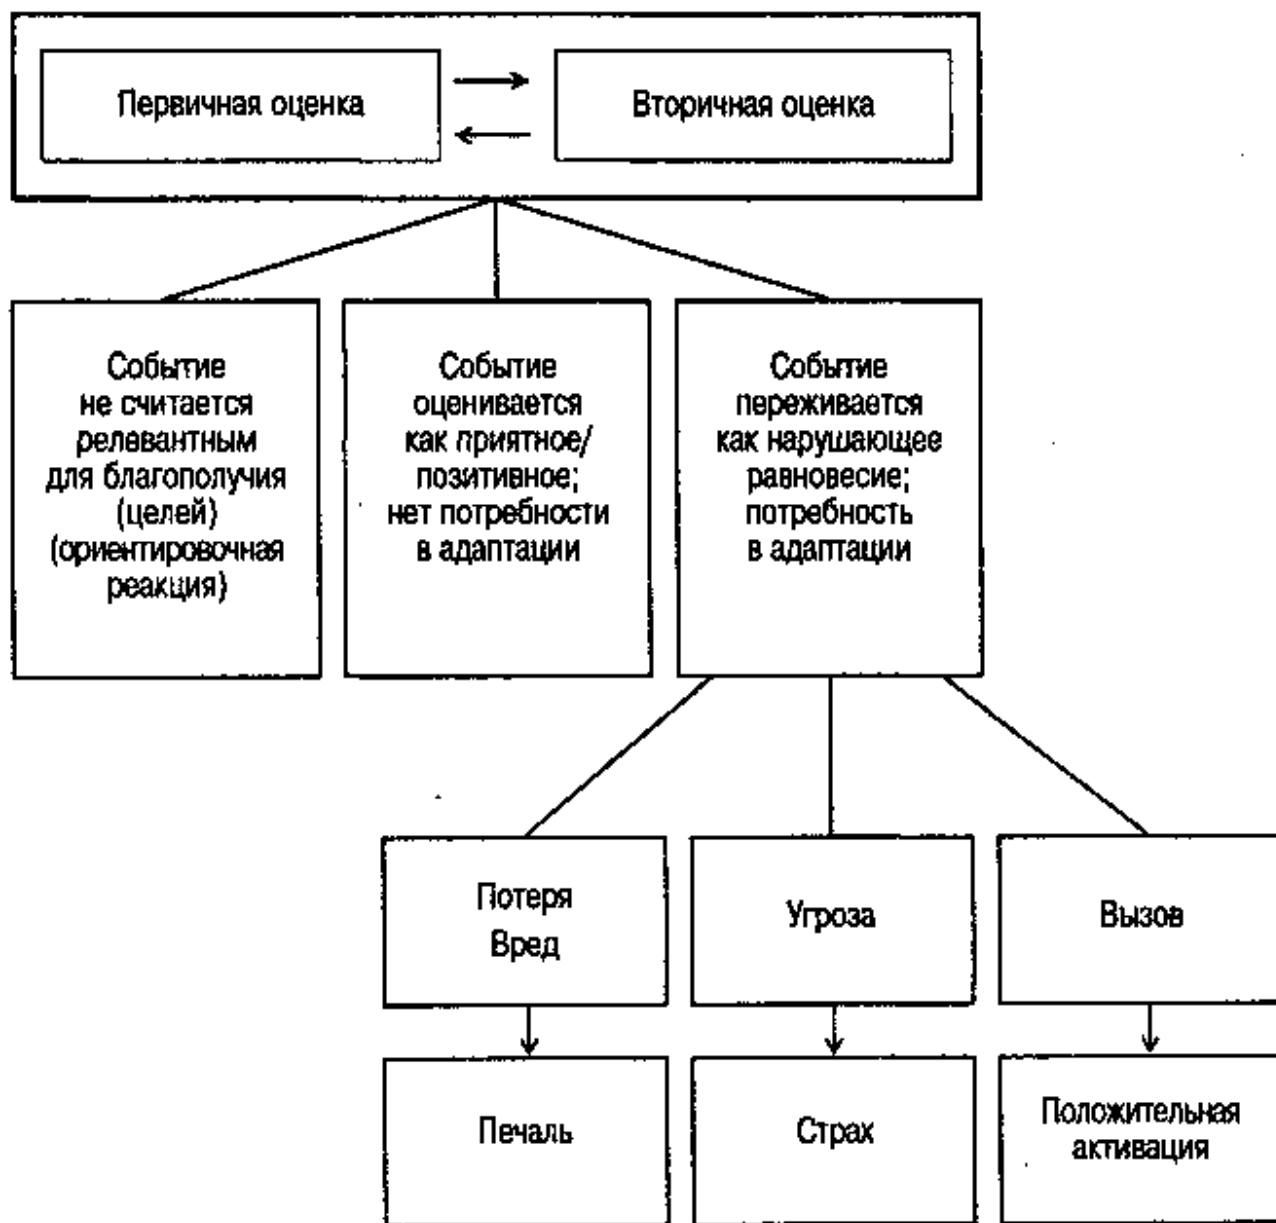 Первичная оценка
Вторичная оценка
Событие
не считается
релевантным
для благополучия
(целей)
(ориентировочная
реакция)
Событие
оценивается
как приятное/
позитивное;
нет потребности
в адаптации
Событие
переживается
как нарушающее
равновесие;
потребность
в адаптации
Потеря
Вред
Угроза
Вызов
Печаль
Страх
Положительная
активация